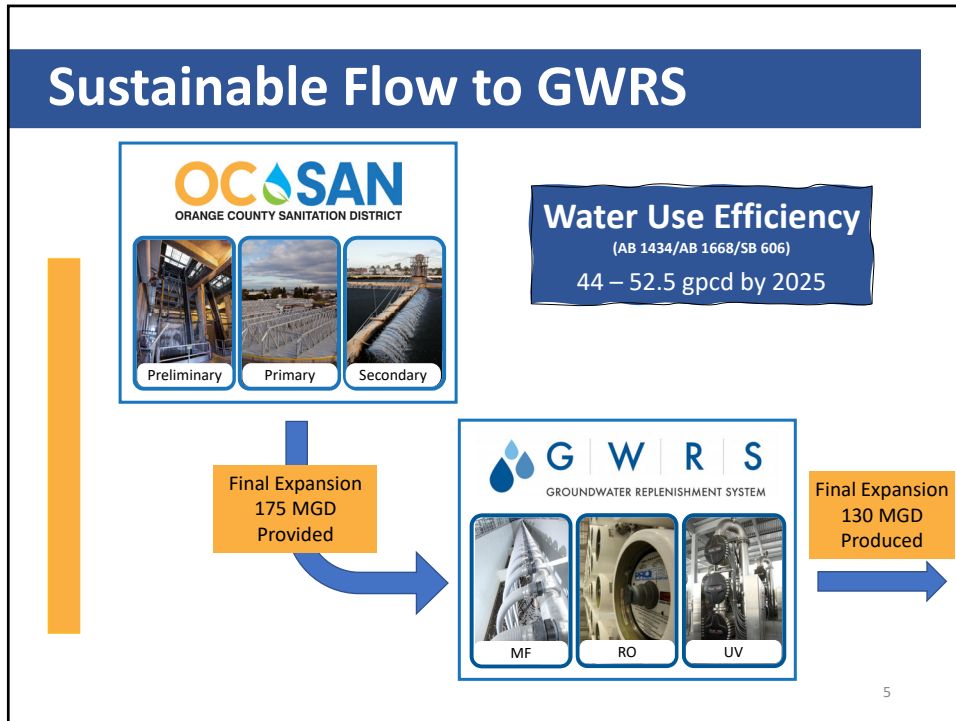 Sustainable Flow to GWRS
OC SAN
ORANGE COUNTY SANITATION DISTRICT
Preliminary
Primary
Secondary
Water Use Efficiency
(AB 1434/AB 1668/SB 606)
44 – 52.5 gpcd by 2025
Final Expansion
175 MGD
Provided
G W R S
GROUNDWATER REPLENISHMENT SYSTEM
MF
RO
UV
Final Expansion
130 MGD
Produced
5